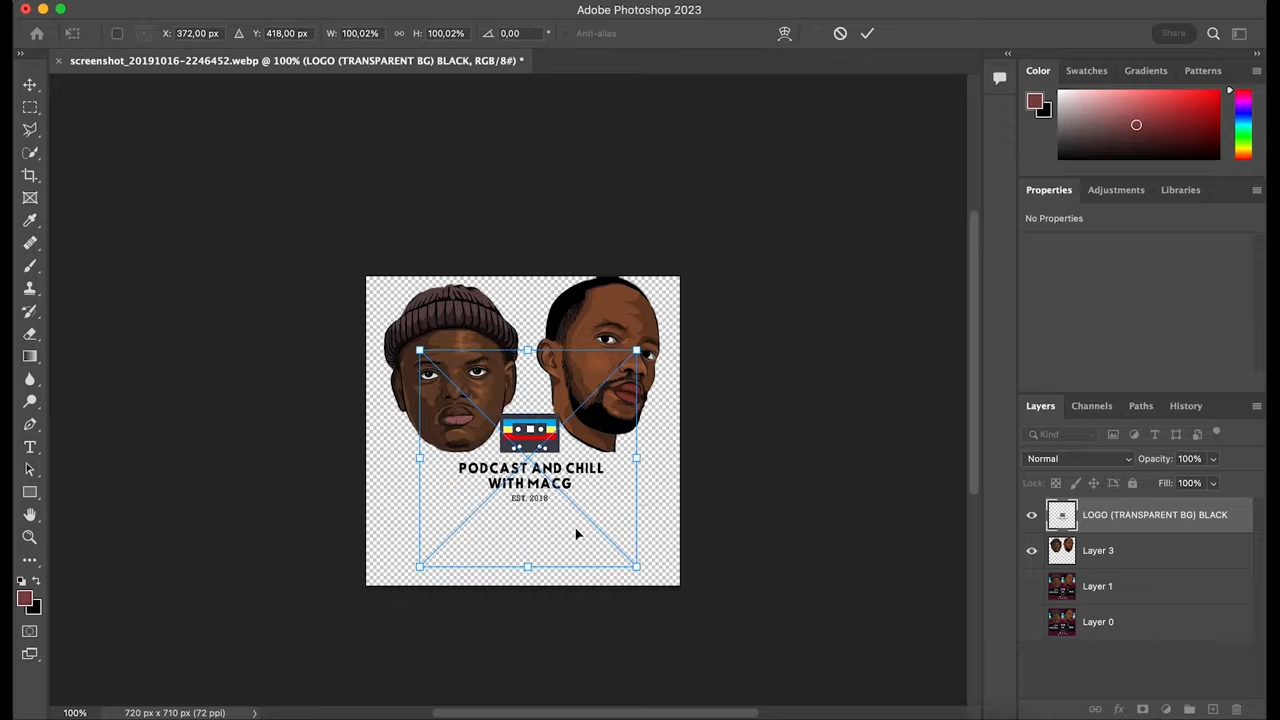 Adobe Photoshop 2023
X: 372,00 px Y: 418,00 px W: 100,02% H: 100,02% 0,00 ° Anti-alias Share
screenshot_20191016-2246452.webp @ 100% (LOGO (TRANSPARENT BG) BLACK, RGB/8#) *
Color Swatches Gradients Patterns
Properties Adjustments Libraries
No Properties
Layers Channels Paths History
Kind
Normal Opacity: 100%
Lock: Fill: 100%
LOGO (TRANSPARENT BG) BLACK
Layer 3
Layer 1
Layer 0
PODCAST AND CHILL
WITH MACG
EST. 2018
100% 720 px x 710 px (72 ppi)